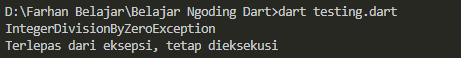 D:\Farhan Belajar\Belajar Ngoding Dart>dart testing.dart
IntegerDivisionByZeroException
Terlepas dari eksepsi, tetap dieksekusi